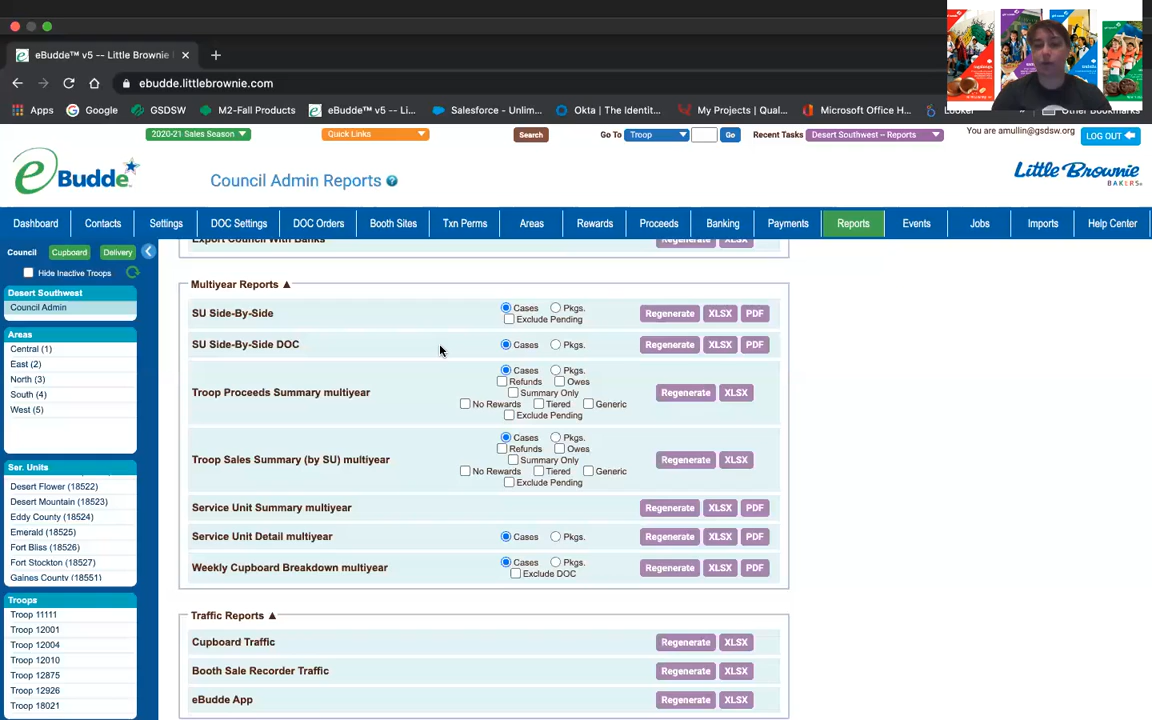 eBudde™ v5 -- Little Brownie
ebudde.littlebrownie.com
Apps Google GSDSW M2-Fall Products eBudde™ v5 -- Li... Salesforce - Unlim... Okta | The Identit... My Projects | Qual... Microsoft Office H...
2020-21 Sales Season Quick Links Search Go To Troop Go Recent Tasks Desert Southwest -- Reports You are amullin@gsdsw.org LOG OUT
eBudde Council Admin Reports Little Brownie
BAKERS
Dashboard Contacts Settings DOC Settings DOC Orders Booth Sites Txn Perms Areas Rewards Proceeds Banking Payments Reports Events Jobs Imports Help Center
Council Cupboard Delivery
Hide Inactive Troops
Desert Southwest
Council Admin
Areas
Central (1)
East (2)
North (3)
South (4)
West (5)
Ser. Units
Desert Flower (18522)
Desert Mountain (18523)
Eddy County (18524)
Emerald (18525)
Fort Bliss (18526)
Fort Stockton (18527)
Gaines County (18551)
Troops
Troop 11111
Troop 12001
Troop 12004
Troop 12010
Troop 12875
Troop 12926
Troop 18021
Export Council With Banks Regenerate XLSX
Multiyear Reports ▲
SU Side-By-Side Cases Pkgs. Regenerate XLSX PDF
Exclude Pending
SU Side-By-Side DOC Cases Pkgs. Regenerate XLSX PDF
Cases Pkgs.
Refunds Owes
Troop Proceeds Summary multiyear Summary Only Regenerate XLSX
No Rewards Tiered Generic
Exclude Pending
Cases Pkgs.
Refunds Owes
Troop Sales Summary (by SU) multiyear Summary Only Regenerate XLSX
No Rewards Tiered Generic
Exclude Pending
Service Unit Summary multiyear Regenerate XLSX PDF
Service Unit Detail multiyear Cases Pkgs. Regenerate XLSX PDF
Weekly Cupboard Breakdown multiyear Cases Pkgs. Regenerate XLSX PDF
Exclude DOC
Traffic Reports ▲
Cupboard Traffic Regenerate XLSX
Booth Sale Recorder Traffic Regenerate XLSX
eBudde App Regenerate XLSX